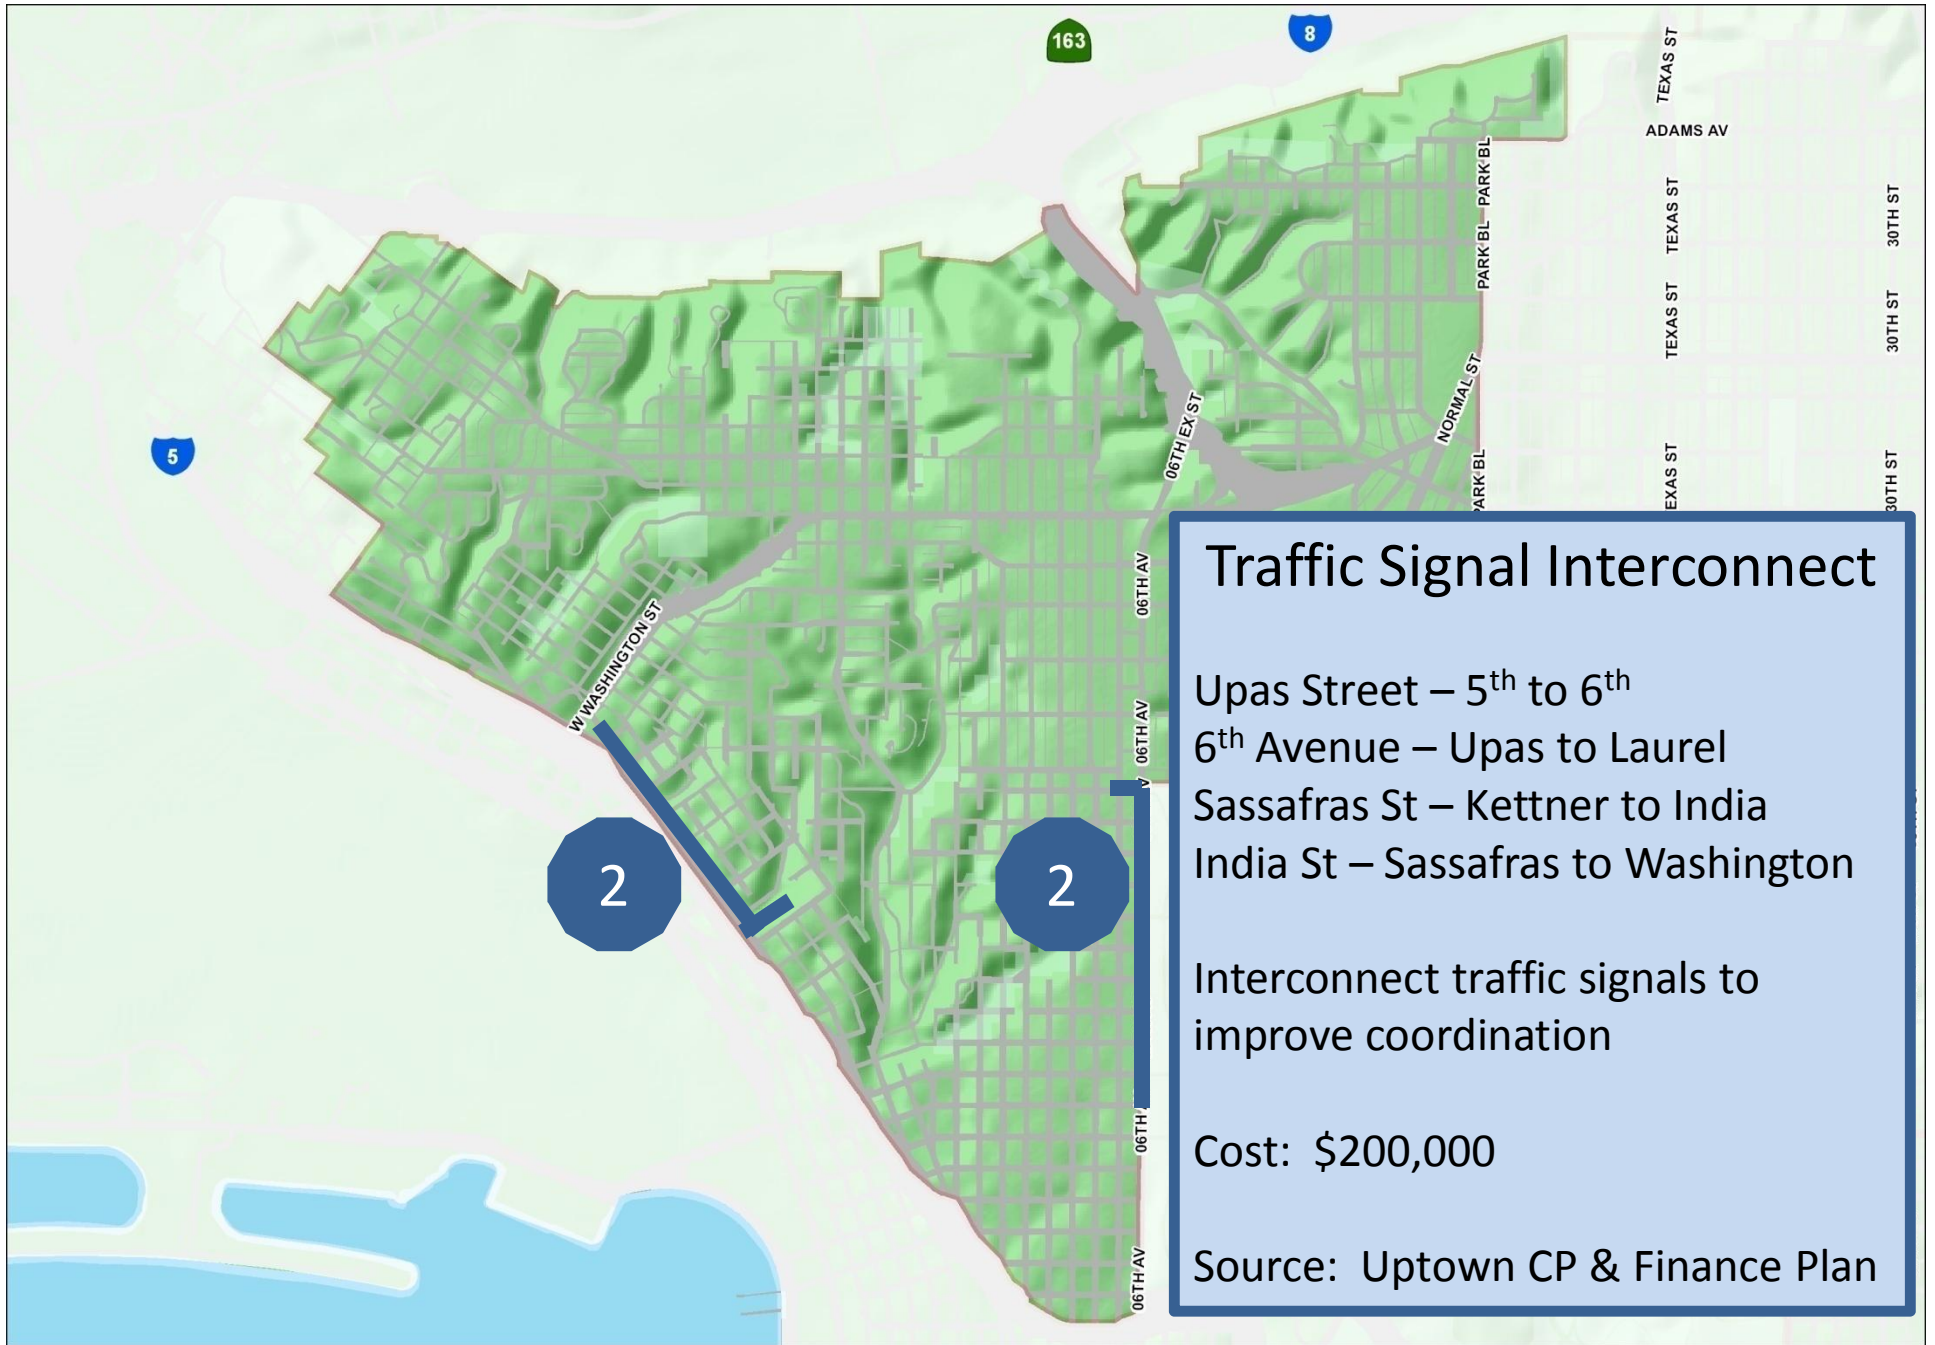 163
8
TEXAS ST
ADAMS AV
PARK BL
TEXAS ST
30TH ST
PARK BL
TEXAS ST
30TH ST
NORMAL ST
06TH EX ST
5
PARK BL
EXAS ST
30TH ST
06TH AV
W WASHINGTON ST
06TH AV
V
2
2
06TH
06TH AV
Traffic Signal Interconnect
Upas Street – 5th to 6th
6th Avenue – Upas to Laurel
Sassafras St – Kettner to India
India St – Sassafras to Washington
Interconnect traffic signals to
improve coordination
Cost: $200,000
Source: Uptown CP & Finance Plan